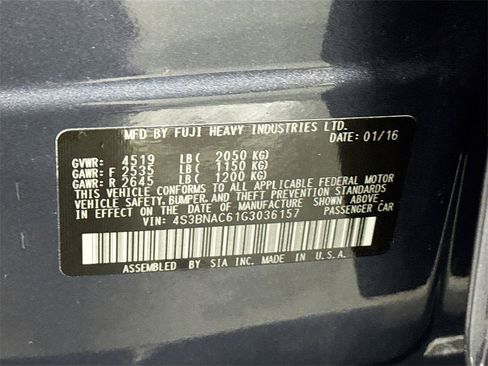 MFD BY FUJI HEAVY INDUSTRIES LTD.
DATE: 01/16
GVWR: 4519 LB( 2050 KG)
GAWR: F 2535 LB( 1150 KG)
GAWR: R 2645 LB( 1200 KG)
THIS VEHICLE CONFORMS TO ALL APPLICABLE FEDERAL MOTOR
VEHICLE SAFETY, BUMPER, AND THEFT PREVENTION STANDARDS
IN EFFECT ON THE DATE OF MANUFACTURE SHOWN ABOVE.
VIN: 4S3BNAC61G3036157 PASSENGER CAR
ASSEMBLED BY SIA INC. MADE IN U.S.A.